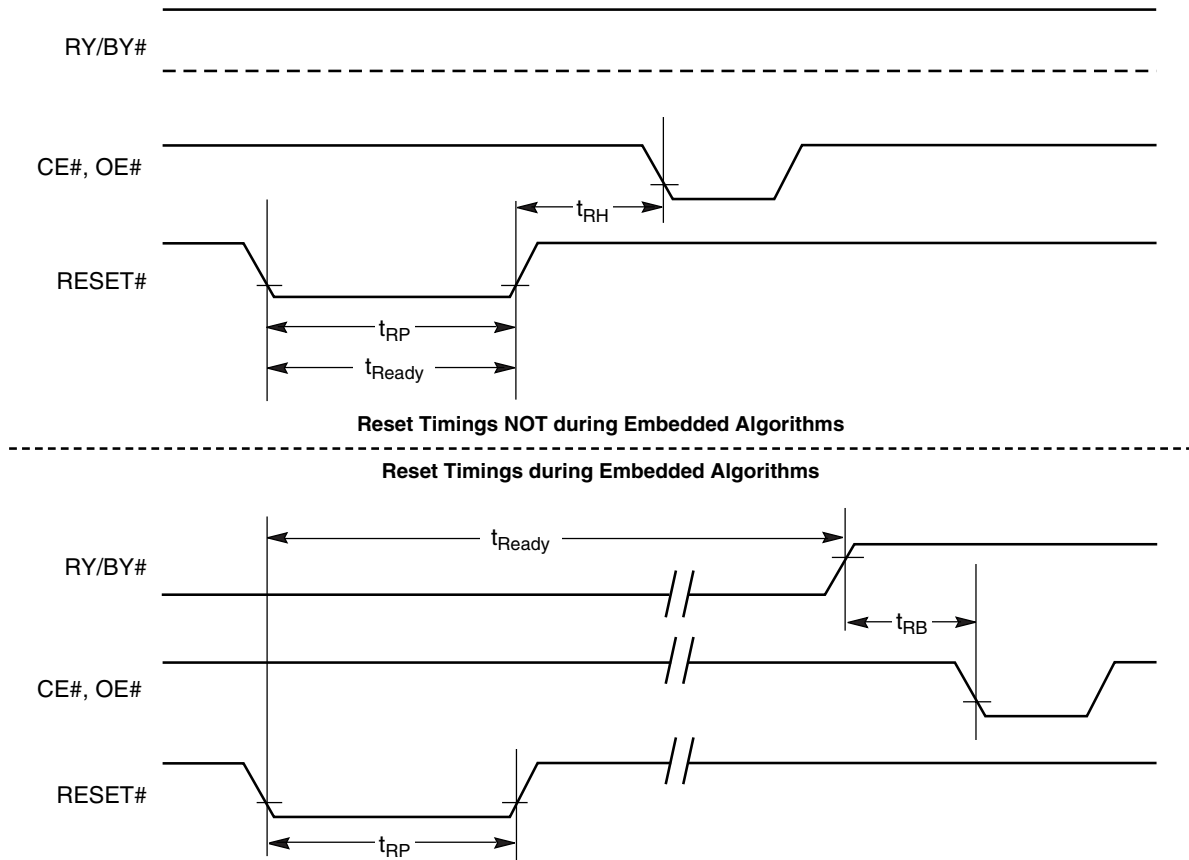 RY/BY#
CE#, OE#
tRH
RESET#
tRP
tReady
Reset Timings NOT during Embedded Algorithms
Reset Timings during Embedded Algorithms
tReady
RY/BY#
tRB
CE#, OE#
RESET#
tRP